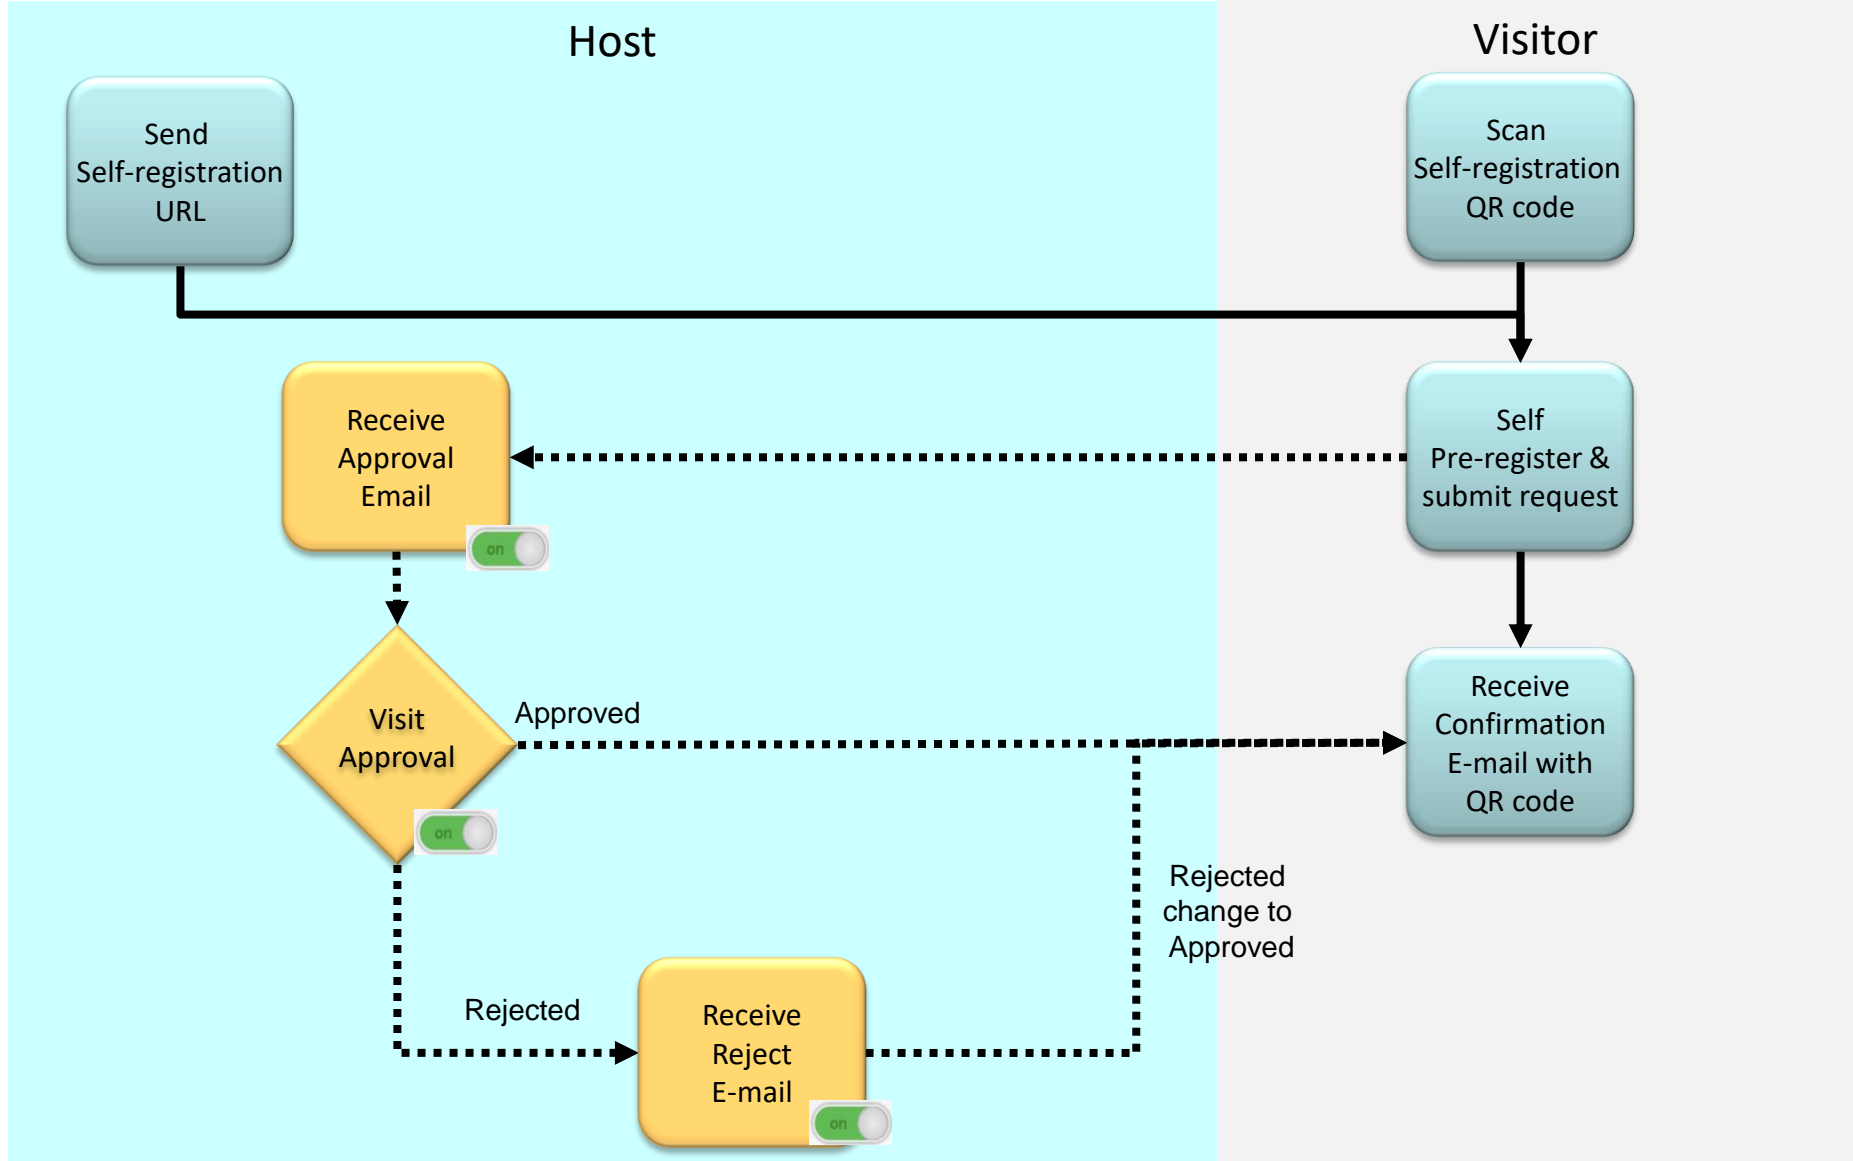 Host
Visitor
Send
Self-registration
URL
Scan
Self-registration
QR code
Receive
Approval
Email
on
Self
Pre-register &
submit request
Visit
Approval
on
Approved
Receive
Confirmation
E-mail with
QR code
Rejected
change to
Approved
Rejected
Receive
Reject
E-mail
on